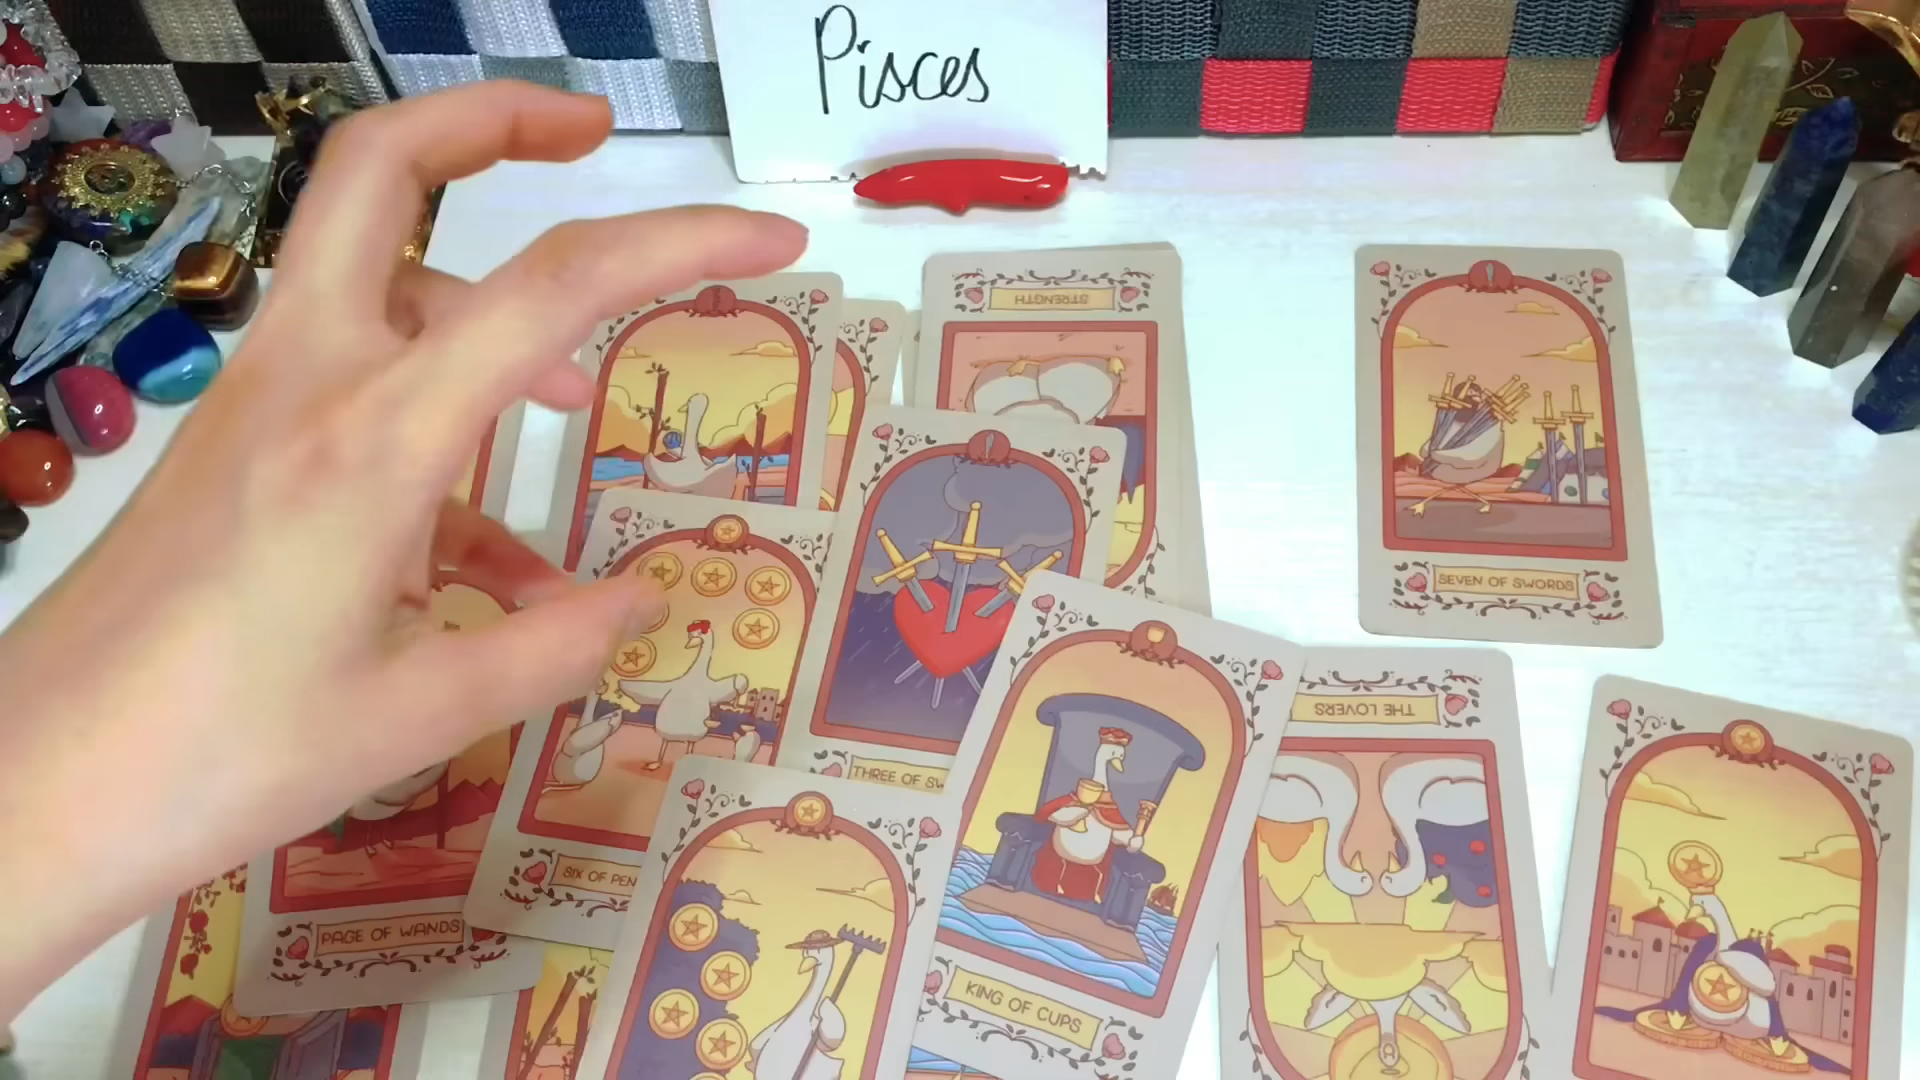 Pisces
STRENGTH
SEVEN OF SWORDS
THE LOVERS
THREE OF SW
SIX OF PEN
PAGE OF WANDS
KING OF CUPS